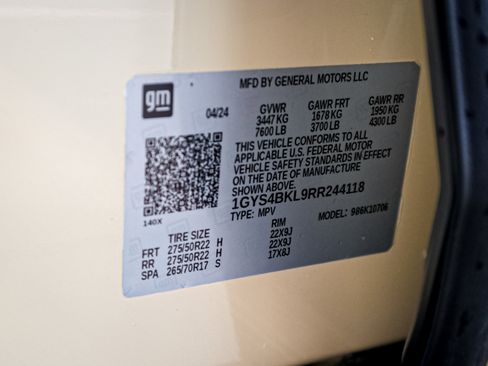 MFD BY GENERAL MOTORS LLC
gm
04/24
GVWR GAWR FRT GAWR RR
3447 KG 1678 KG 1950 KG
7600 LB 3700 LB 4300 LB
THIS VEHICLE CONFORMS TO ALL
APPLICABLE U.S. FEDERAL MOTOR
VEHICLE SAFETY STANDARDS IN EFFECT
ON THE DATE OF MANUFACTURE
SHOWN ABOVE.
1GYS4BKL9RR244118
140X
TYPE: MPV MODEL: 986K10706
TIRE SIZE RIM
FRT 275/50R22 H 22X9J
RR 275/50R22 H 22X9J
SPA 265/70R17 S 17X8J